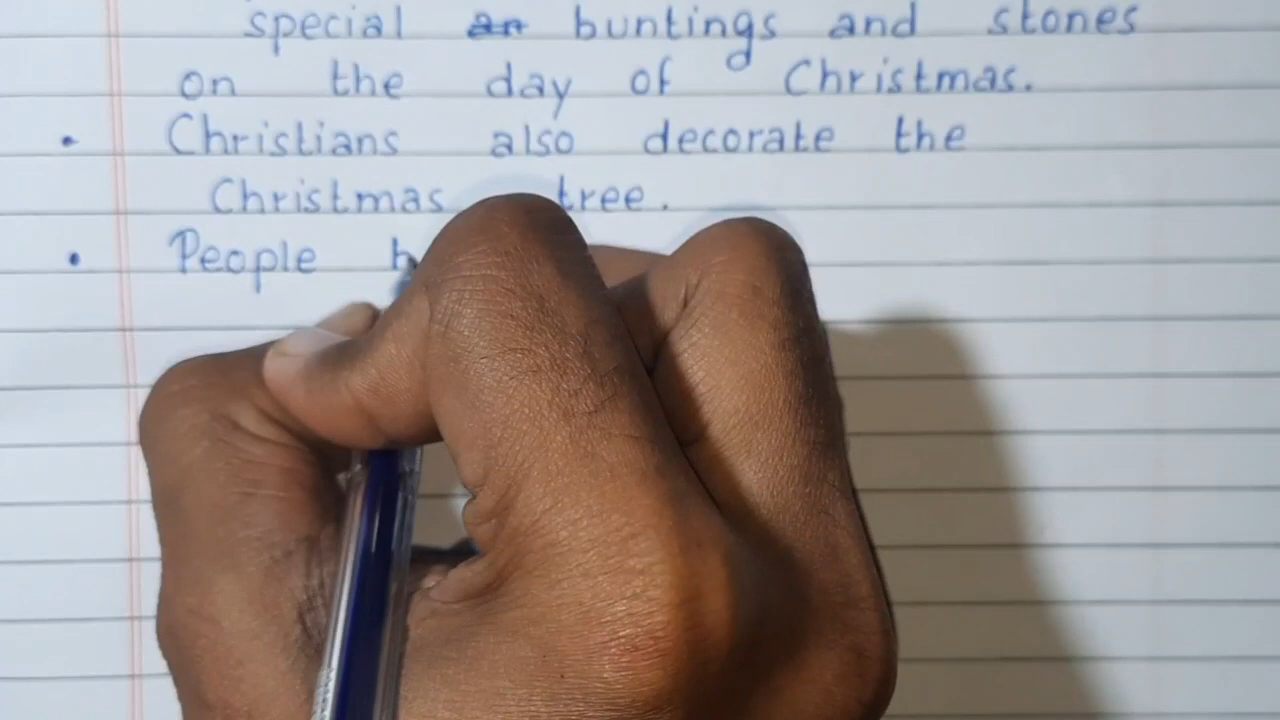 special an buntings and stones
on the day of Christmas.
• Christians also decorate the
Christmas tree.
• People h